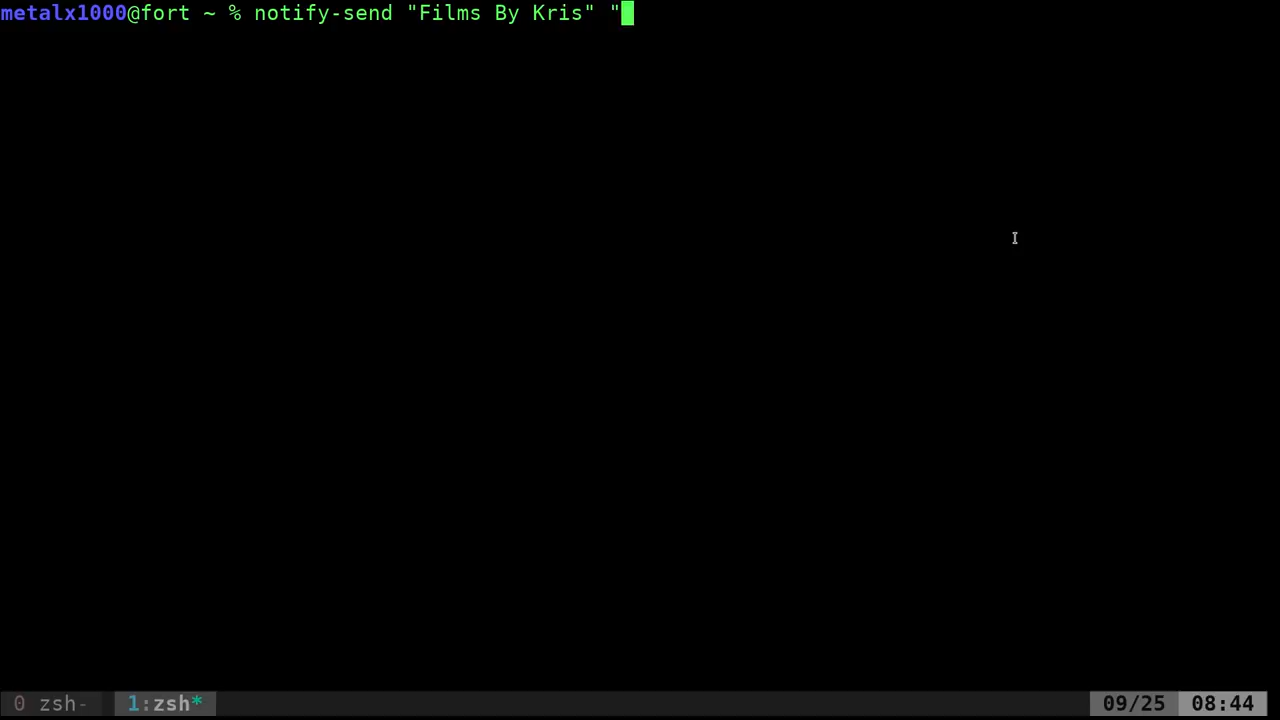 metalx1000@fort ~ % notify-send "Films By Kris" "
0 zsh- 1:zsh* 09/25 08:44